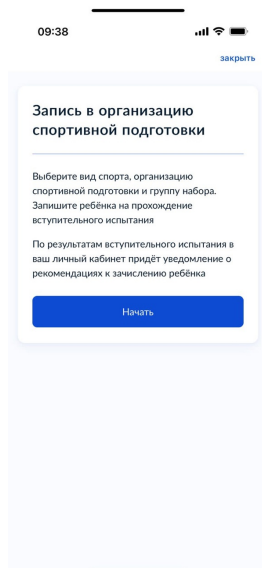 09:38
закрыть
Запись в организацию
спортивной подготовки
Выберите вид спорта, организацию
спортивной подготовки и группу набора.
Запишите ребёнка на прохождение
вступительного испытания
По результатам вступительного испытания в
ваш личный кабинет придёт уведомление о
рекомендациях к зачислению ребёнка
Начать